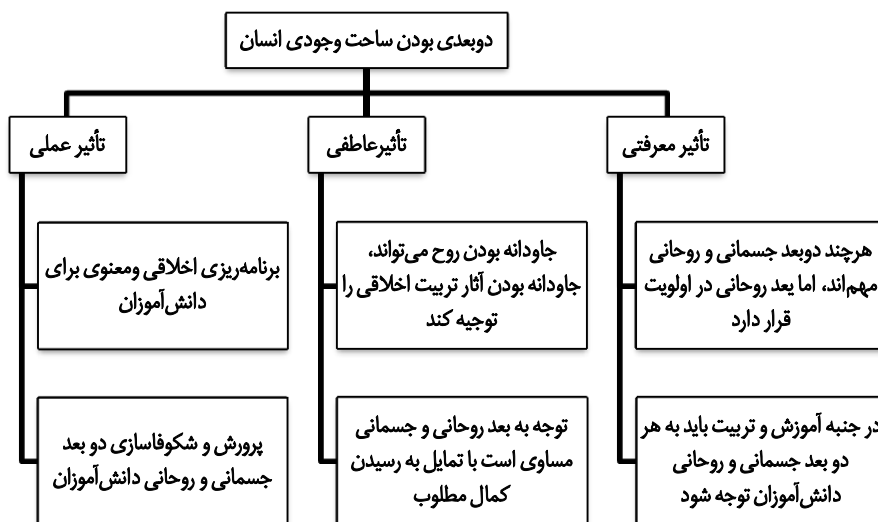 دوبعدی بودن ساحت وجودی انسان
تأثیر معرفتی
تأثیرعاطفی
تأثیر عملی
هرچند دوبعد جسمانی و روحانی
مهم‌اند، اما یعد روحانی در اولویت
قرار دارد
جاودانه بودن روح می‌تواند،
جاودانه بودن آثار تربیت اخلاقی را
توجیه کند
برنامه‌ریزی اخلاقی ومعنوی برای
دانش‌آموزان
در جنبه آموزش و تربیت باید به هر
دو بعد جسمانی و روحانی
دانش‌آموزان توجه شود
توجه به بعد روحانی و جسمانی
مساوی است با تمایل به رسیدن
کمال مطلوب
پرورش و شکوفاسازی دو بعد
جسمانی و روحانی دانش‌آموزان